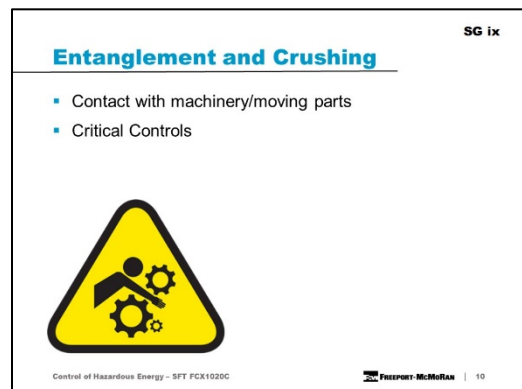 SG ix
Entanglement and Crushing
▪ Contact with machinery/moving parts
▪ Critical Controls
Control of Hazardous Energy – SFT FCX1020C
FREEPORT-McMoRAN | 10